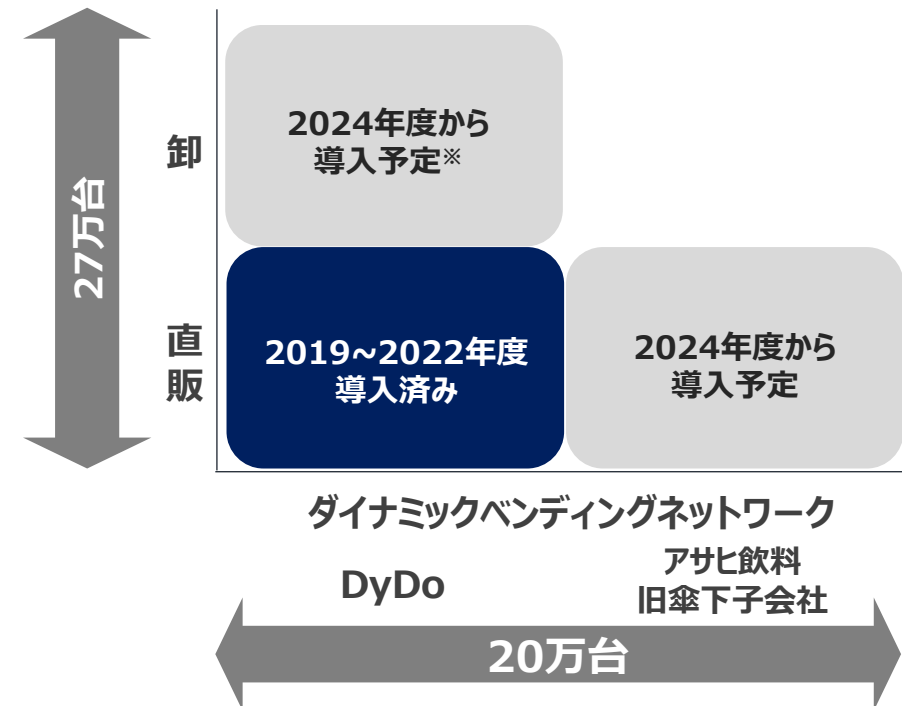 27万台
卸
2024年度から
導入予定※
直
販
2019~2022年度
導入済み
2024年度から
導入予定
ダイナミックベンディングネットワーク
DyDo
アサヒ飲料
旧傘下子会社
20万台